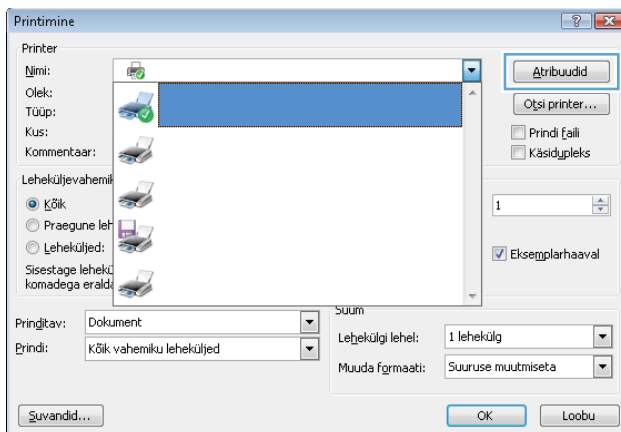 Printimine
Printer
Nimi:
Atribuudid
Olek:
Tüüp:
Otsi printer...
Kus:
Prindi faili
Kommentaar:
Käsidupleks
Leheküljevahemik
Kõik
1
Praegune leh
Leheküljed:
Eksemplarhaaval
Sisestage lehekü
komadega eralda
Suum
Prinditav:
Dokument
Lehekülgi lehel:
1 lehekülg
Prindi:
Kõik vahemiku leheküljed
Muuda formaati:
Suuruse muutmiseta
Suvandid...
OK
Loobu